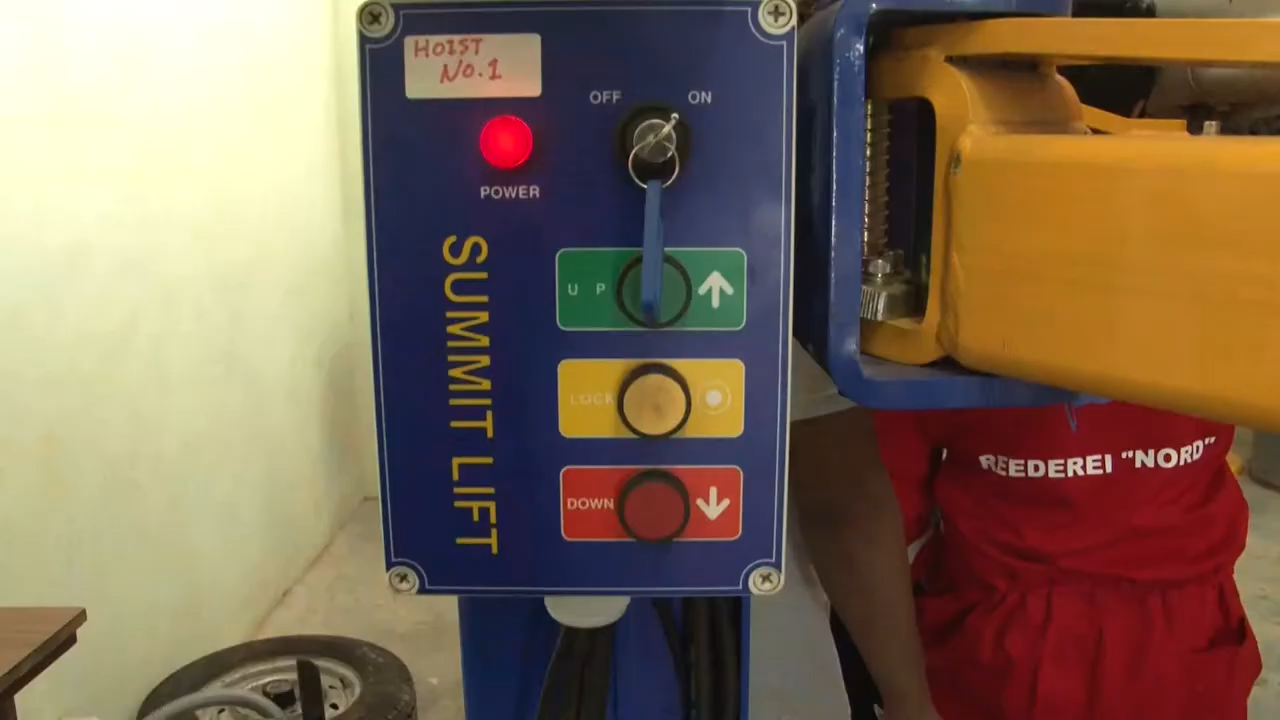 HOIST
No.1
OFF ON
POWER
SUMMIT LIFT
U P
LOCK
DOWN
REEDEREI "NORD"